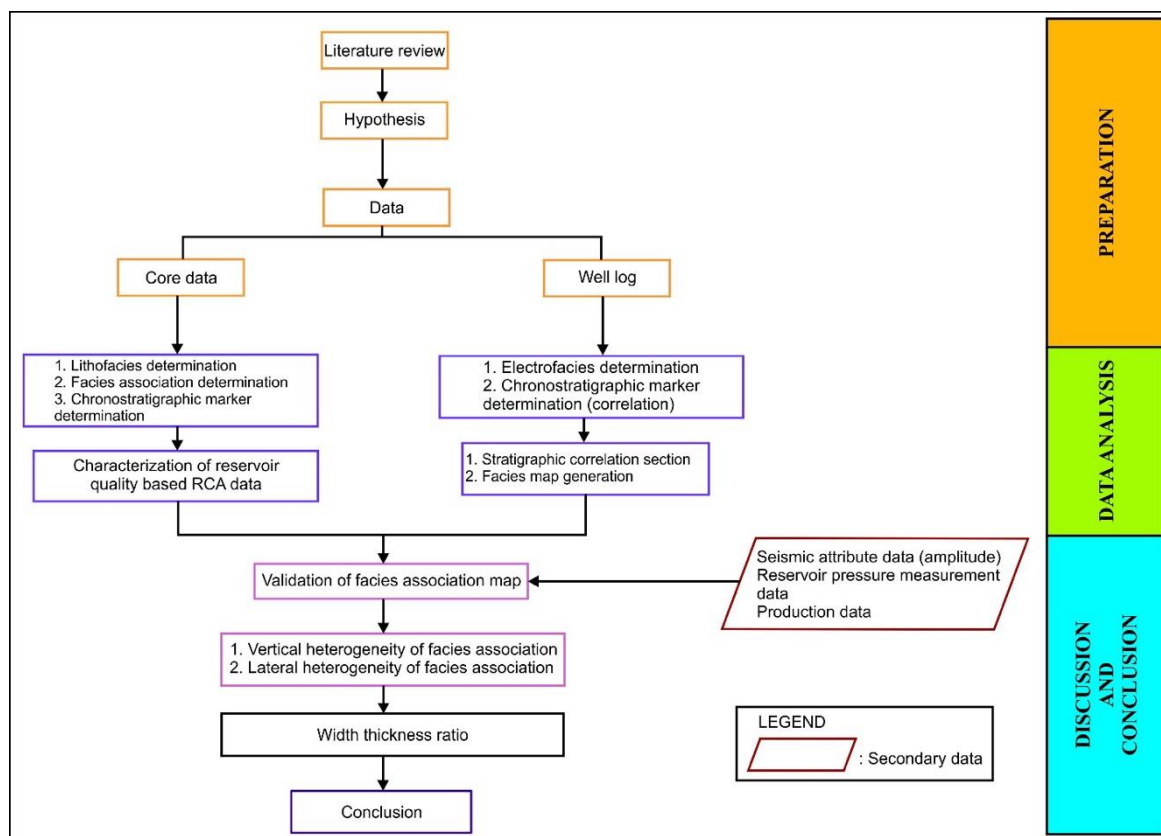 Literature review
Hypothesis
Data
Core data
Well log
1. Lithofacies determination
2. Facies association determination
3. Chronostratigraphic marker
determination
1. Electrofacies determination
2. Chronostratigraphic marker
determination (correlation)
Characterization of reservoir
quality based RCA data
1. Stratigraphic correlation section
2. Facies map generation
Validation of facies association map
Seismic attribute data (amplitude)
Reservoir pressure measurement
data
Production data
1. Vertical heterogeneity of facies association
2. Lateral heterogeneity of facies association
Width thickness ratio
Conclusion
LEGEND
: Secondary data
PREPARATION
DATA ANALYSIS
DISCUSSION
AND
CONCLUSION